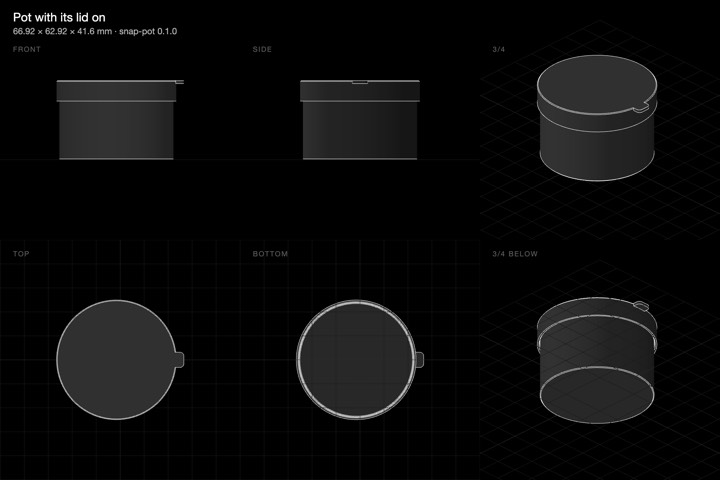 Pot with its lid on
66.92 × 62.92 × 41.6 mm · snap-pot 0.1.0
FRONT
SIDE
3/4
TOP
BOTTOM
3/4 BELOW